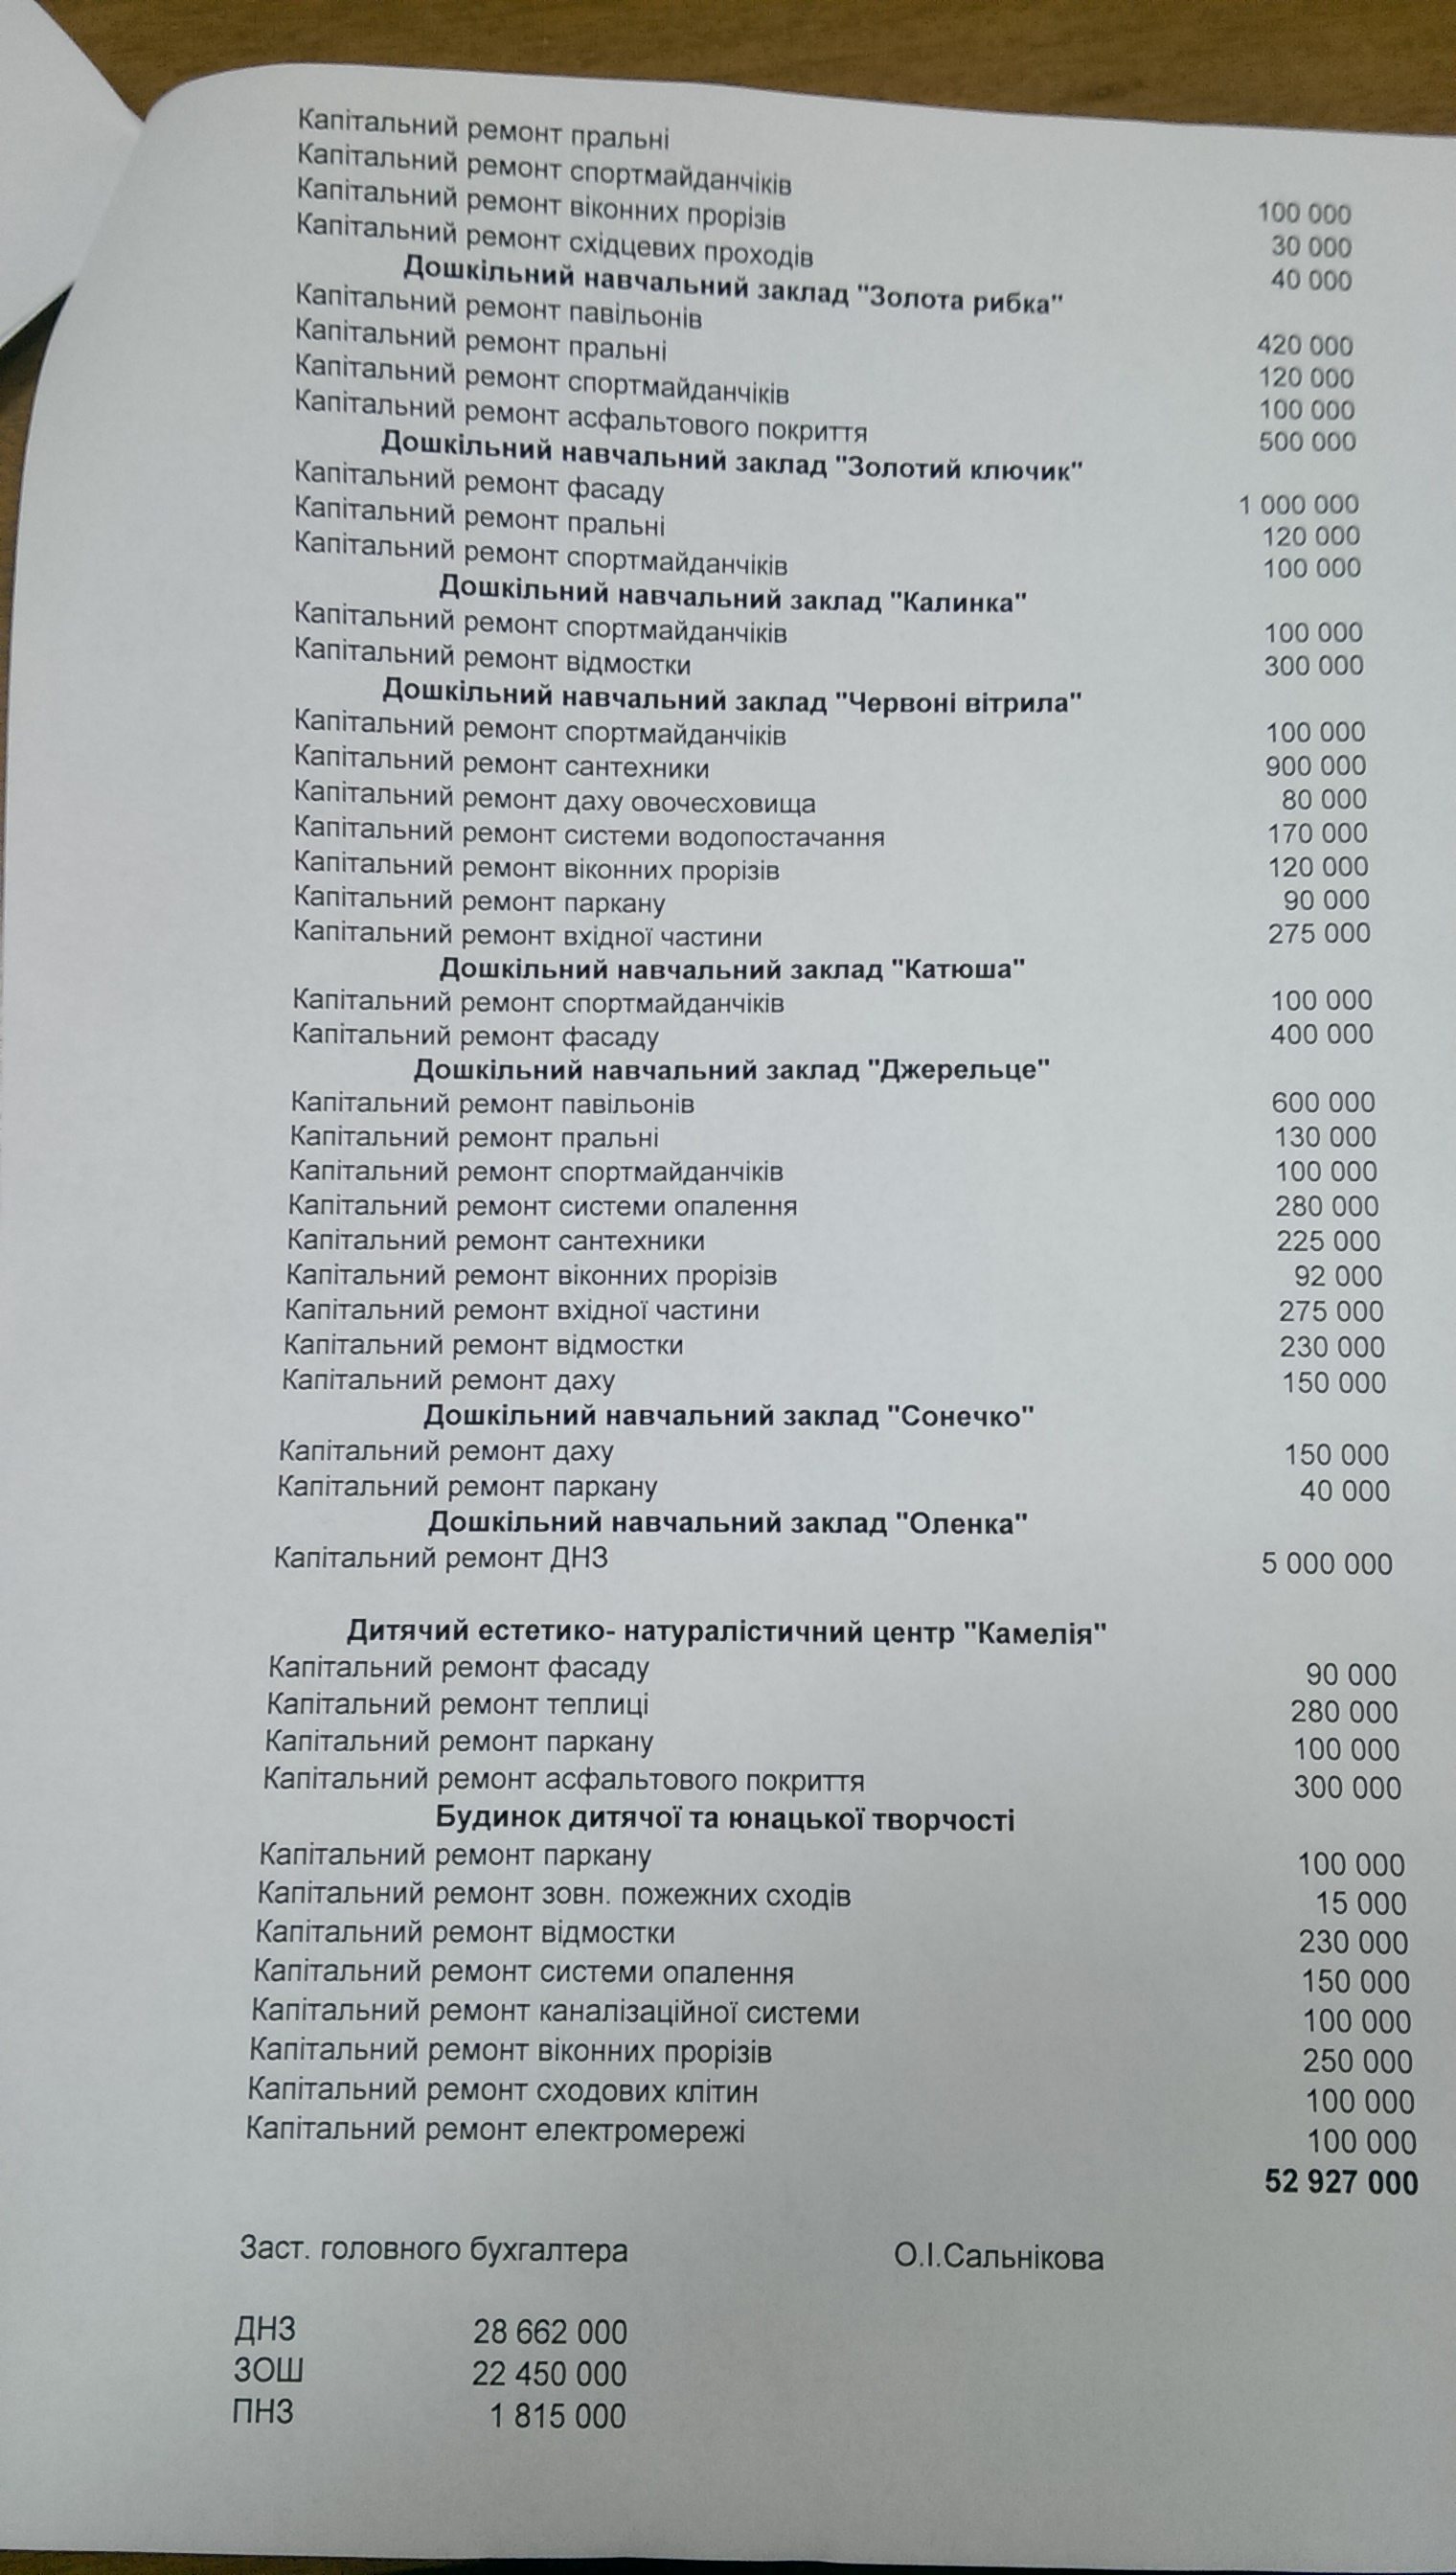 Капітальний ремонт пральні
Капітальний ремонт спортмайданчіків 100 000
Капітальний ремонт віконних прорізів 30 000
Капітальний ремонт східцевих проходів 40 000
Дошкільний навчальний заклад "Золота рибка"
Капітальний ремонт павільонів 420 000
Капітальний ремонт пральні 120 000
Капітальний ремонт спортмайданчіків 100 000
Капітальний ремонт асфальтового покриття 500 000
Дошкільний навчальний заклад "Золотий ключик"
Капітальний ремонт фасаду 1 000 000
Капітальний ремонт пральні 120 000
Капітальний ремонт спортмайданчіків 100 000
Дошкільний навчальний заклад "Калинка"
Капітальний ремонт спортмайданчіків 100 000
Капітальний ремонт відмостки 300 000
Дошкільний навчальний заклад "Червоні вітрила"
Капітальний ремонт спортмайданчіків 100 000
Капітальний ремонт сантехники 900 000
Капітальний ремонт даху овочесховища 80 000
Капітальний ремонт системи водопостачання 170 000
Капітальний ремонт віконних прорізів 120 000
Капітальний ремонт паркану 90 000
Капітальний ремонт вхідної частини 275 000
Дошкільний навчальний заклад "Катюша"
Капітальний ремонт спортмайданчіків 100 000
Капітальний ремонт фасаду 400 000
Дошкільний навчальний заклад "Джерельце"
Капітальний ремонт павільонів 600 000
Капітальний ремонт пральні 130 000
Капітальний ремонт спортмайданчіків 100 000
Капітальний ремонт системи опалення 280 000
Капітальний ремонт сантехники 225 000
Капітальний ремонт віконних прорізів 92 000
Капітальний ремонт вхідної частини 275 000
Капітальний ремонт відмостки 230 000
Капітальний ремонт даху 150 000
Дошкільний навчальний заклад "Сонечко"
Капітальний ремонт даху 150 000
Капітальний ремонт паркану 40 000
Дошкільний навчальний заклад "Оленка"
Капітальний ремонт ДНЗ 5 000 000
Дитячий естетико- натуралістичний центр "Камелія"
Капітальний ремонт фасаду 90 000
Капітальний ремонт теплиці 280 000
Капітальний ремонт паркану 100 000
Капітальний ремонт асфальтового покриття 300 000
Будинок дитячої та юнацької творчості
Капітальний ремонт паркану 100 000
Капітальний ремонт зовн. пожежних сходів 15 000
Капітальний ремонт відмостки 230 000
Капітальний ремонт системи опалення 150 000
Капітальний ремонт каналізаційної системи 100 000
Капітальний ремонт віконних прорізів 250 000
Капітальний ремонт сходових клітин 100 000
Капітальний ремонт електромережі 100 000
52 927 000
Заст. головного бухгалтера О.І.Сальнікова
ДНЗ 28 662 000
ЗОШ 22 450 000
ПНЗ 1 815 000